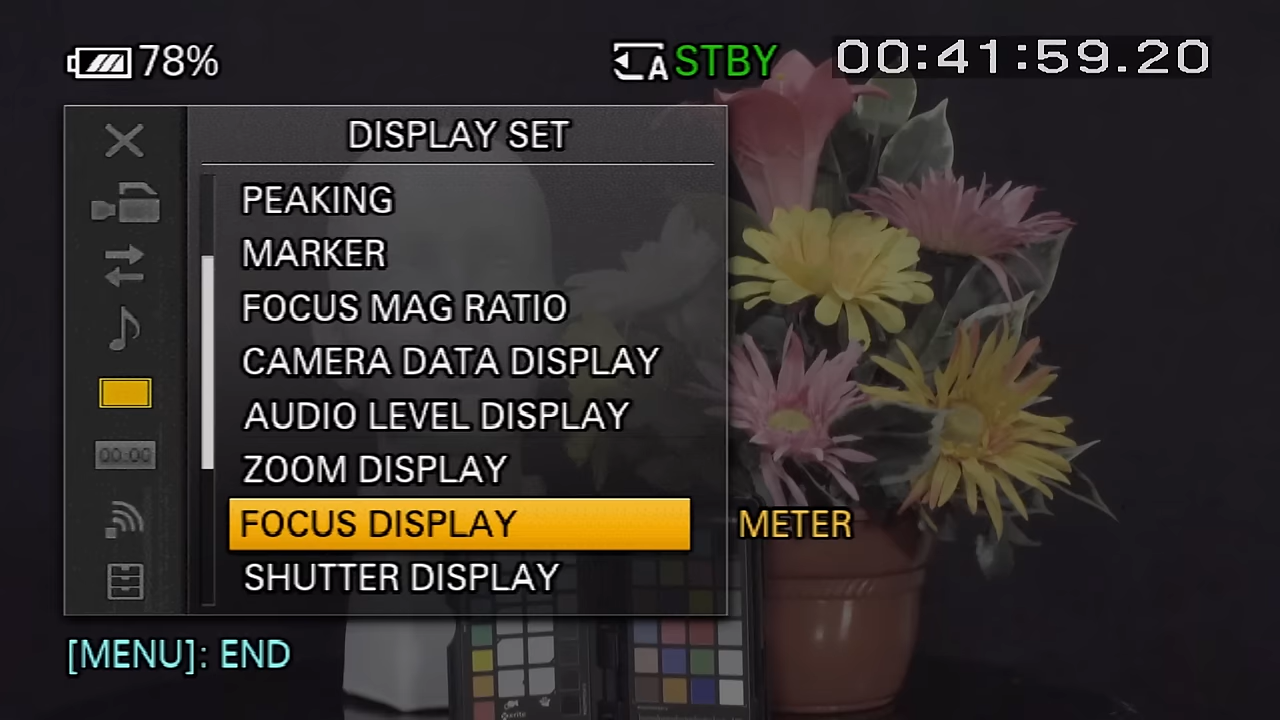 78%
A STBY 00:41:59.20
DISPLAY SET
PEAKING
MARKER
FOCUS MAG RATIO
CAMERA DATA DISPLAY
AUDIO LEVEL DISPLAY
ZOOM DISPLAY
00:00
FOCUS DISPLAY METER
SHUTTER DISPLAY
[MENU]: END
x-rite